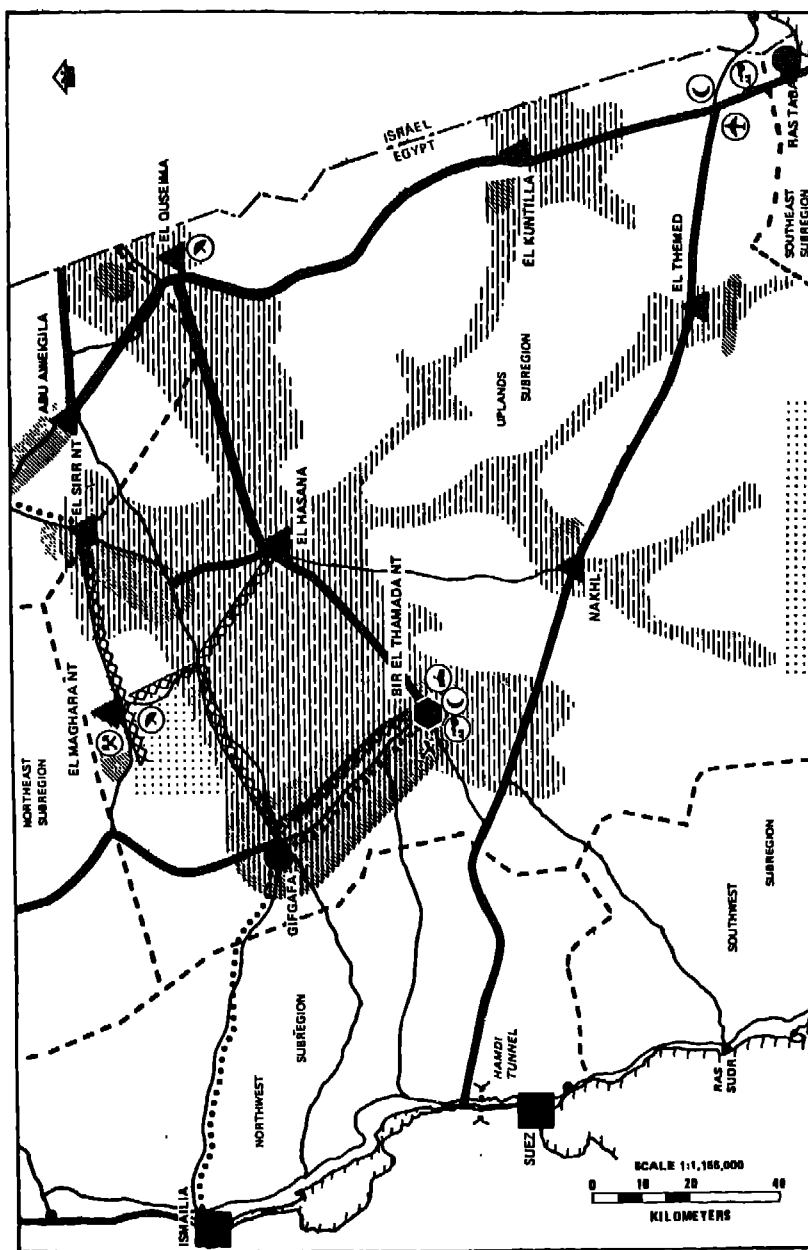 NORTHEAST
SUBREGION
EL MAGHARA NT
EL SIRR NT
ABU AWEIGILA
EL QUSEIMA
ISRAEL
EGYPT
ISMAILIA
GIFGAFA
EL HASANA
NORTHWEST
SUBREGION
BIR EL THAMADA NT
UPLANDS
SUBREGION
EL KUNTILLA
HAMDI
TUNNEL
SUEZ
NAKHL
EL THEMED
RAS TABA
SOUTHEAST
SUBREGION
RAS
SUDR
SOUTHWEST
SUBREGION
SCALE 1:1,166,000
0 10 20 40
KILOMETERS